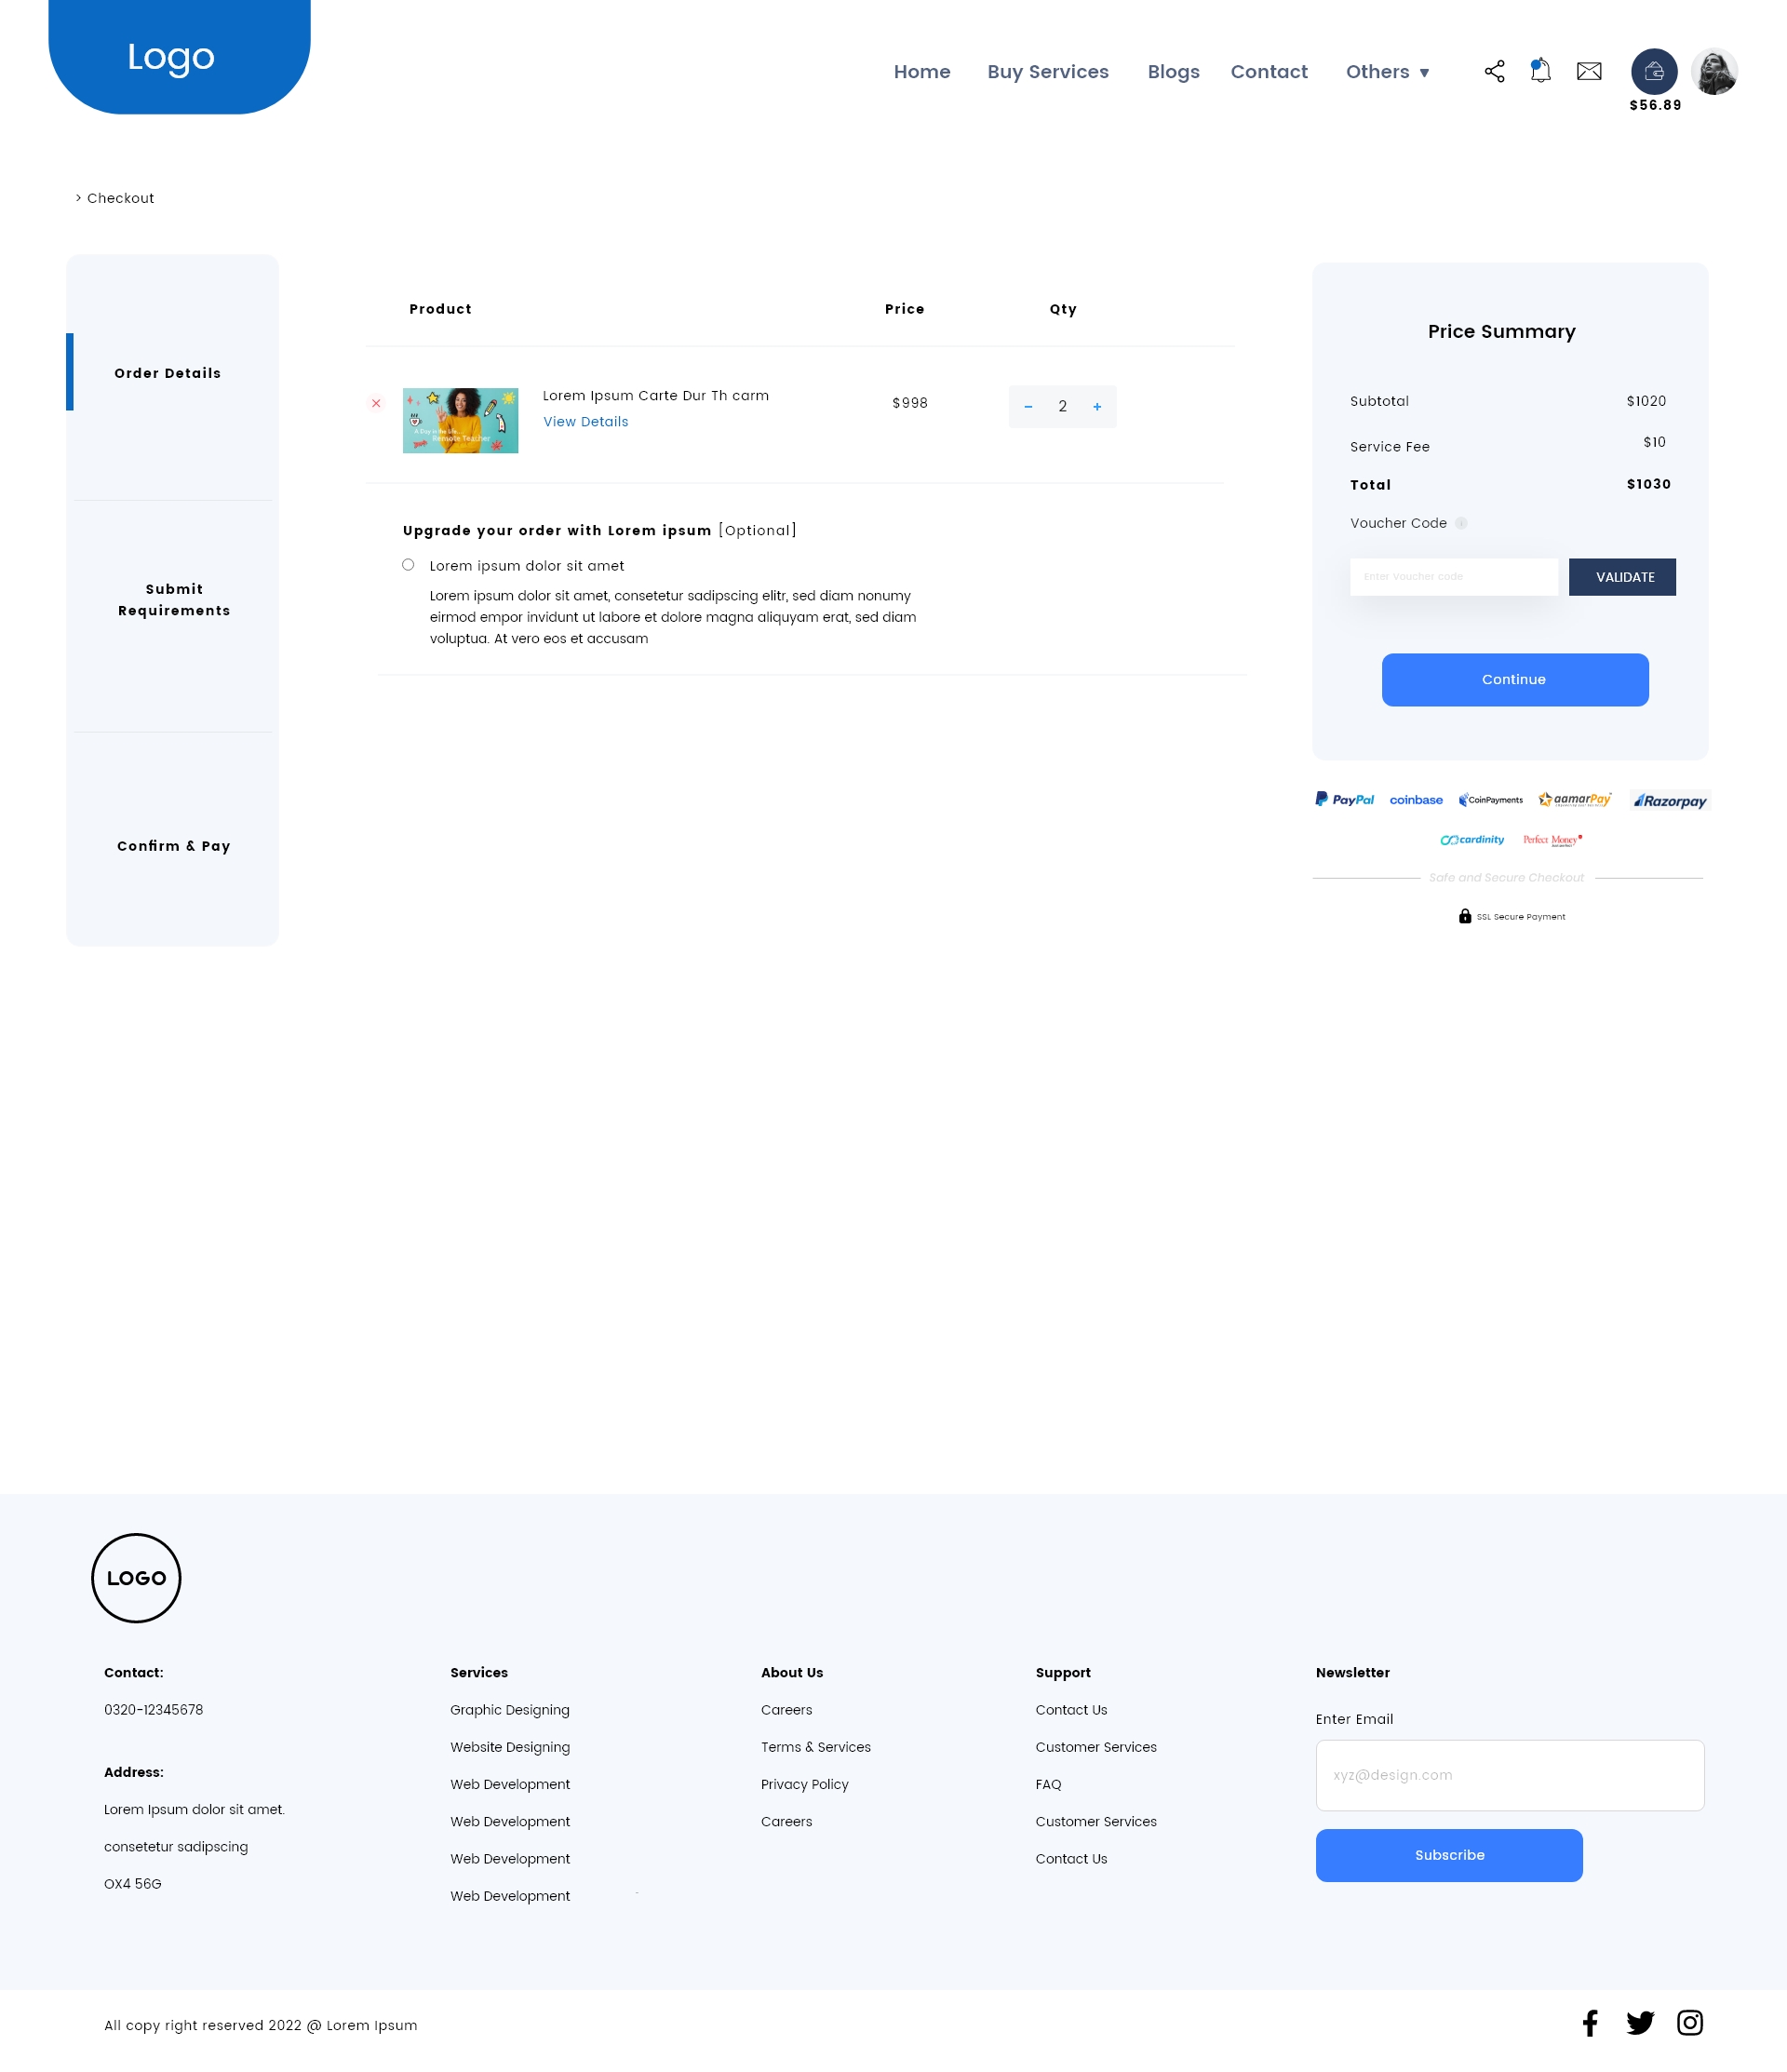 Logo
Home Buy Services Blogs Contact Others ▼
$56.89
> Checkout
Order Details
Submit
Requirements
Confirm & Pay
Product Price Qty
Lorem Ipsum Carte Dur Th carm
View Details
$998
- 2 +
A Day in the Life...
Remote Teacher
Upgrade your order with Lorem ipsum [Optional]
Lorem ipsum dolor sit amet
Lorem ipsum dolor sit amet, consetetur sadipscing elitr, sed diam nonumy
eirmod empor invidunt ut labore et dolore magna aliquyam erat, sed diam
voluptua. At vero eos et accusam
Price Summary
Subtotal $1020
Service Fee $10
Total $1030
Voucher Code
Enter Voucher code
VALIDATE
Continue
PayPal coinbase CoinPayments aamarPay Razorpay
cardinity Perfect Money
Safe and Secure Checkout
SSL Secure Payment
LOGO
Contact:
0320-12345678
Address:
Lorem Ipsum dolor sit amet.
consetetur sadipscing
OX4 56G
Services
Graphic Designing
Website Designing
Web Development
Web Development
Web Development
Web Development
About Us
Careers
Terms & Services
Privacy Policy
Careers
Support
Contact Us
Customer Services
FAQ
Customer Services
Contact Us
Newsletter
Enter Email
xyz@design.com
Subscribe
All copy right reserved 2022 @ Lorem Ipsum